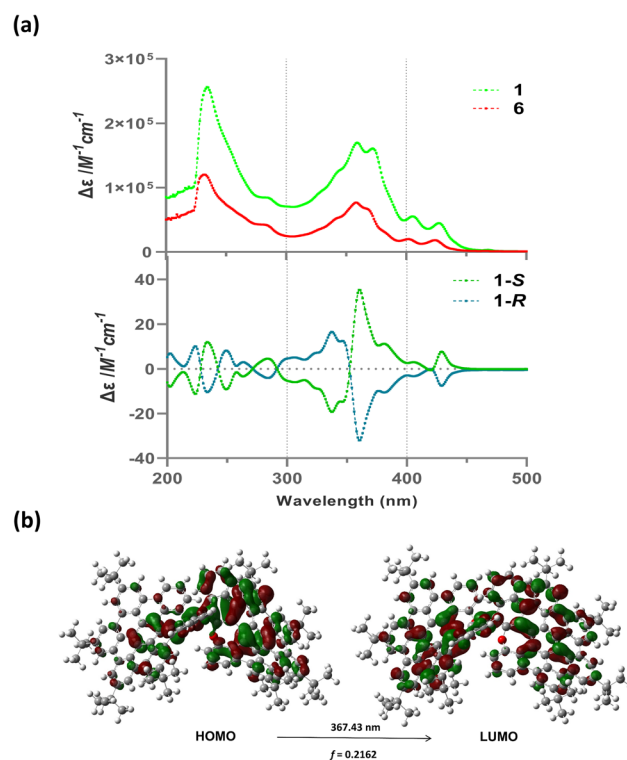 (a)
3×10⁵
2×10⁵
1×10⁵
0
Δε /M⁻¹cm⁻¹
1
6
40
20
0
-20
-40
Δε /M⁻¹cm⁻¹
1-S
1-R
200 300 400 500
Wavelength (nm)
(b)
367.43 nm
HOMO LUMO
f = 0.2162